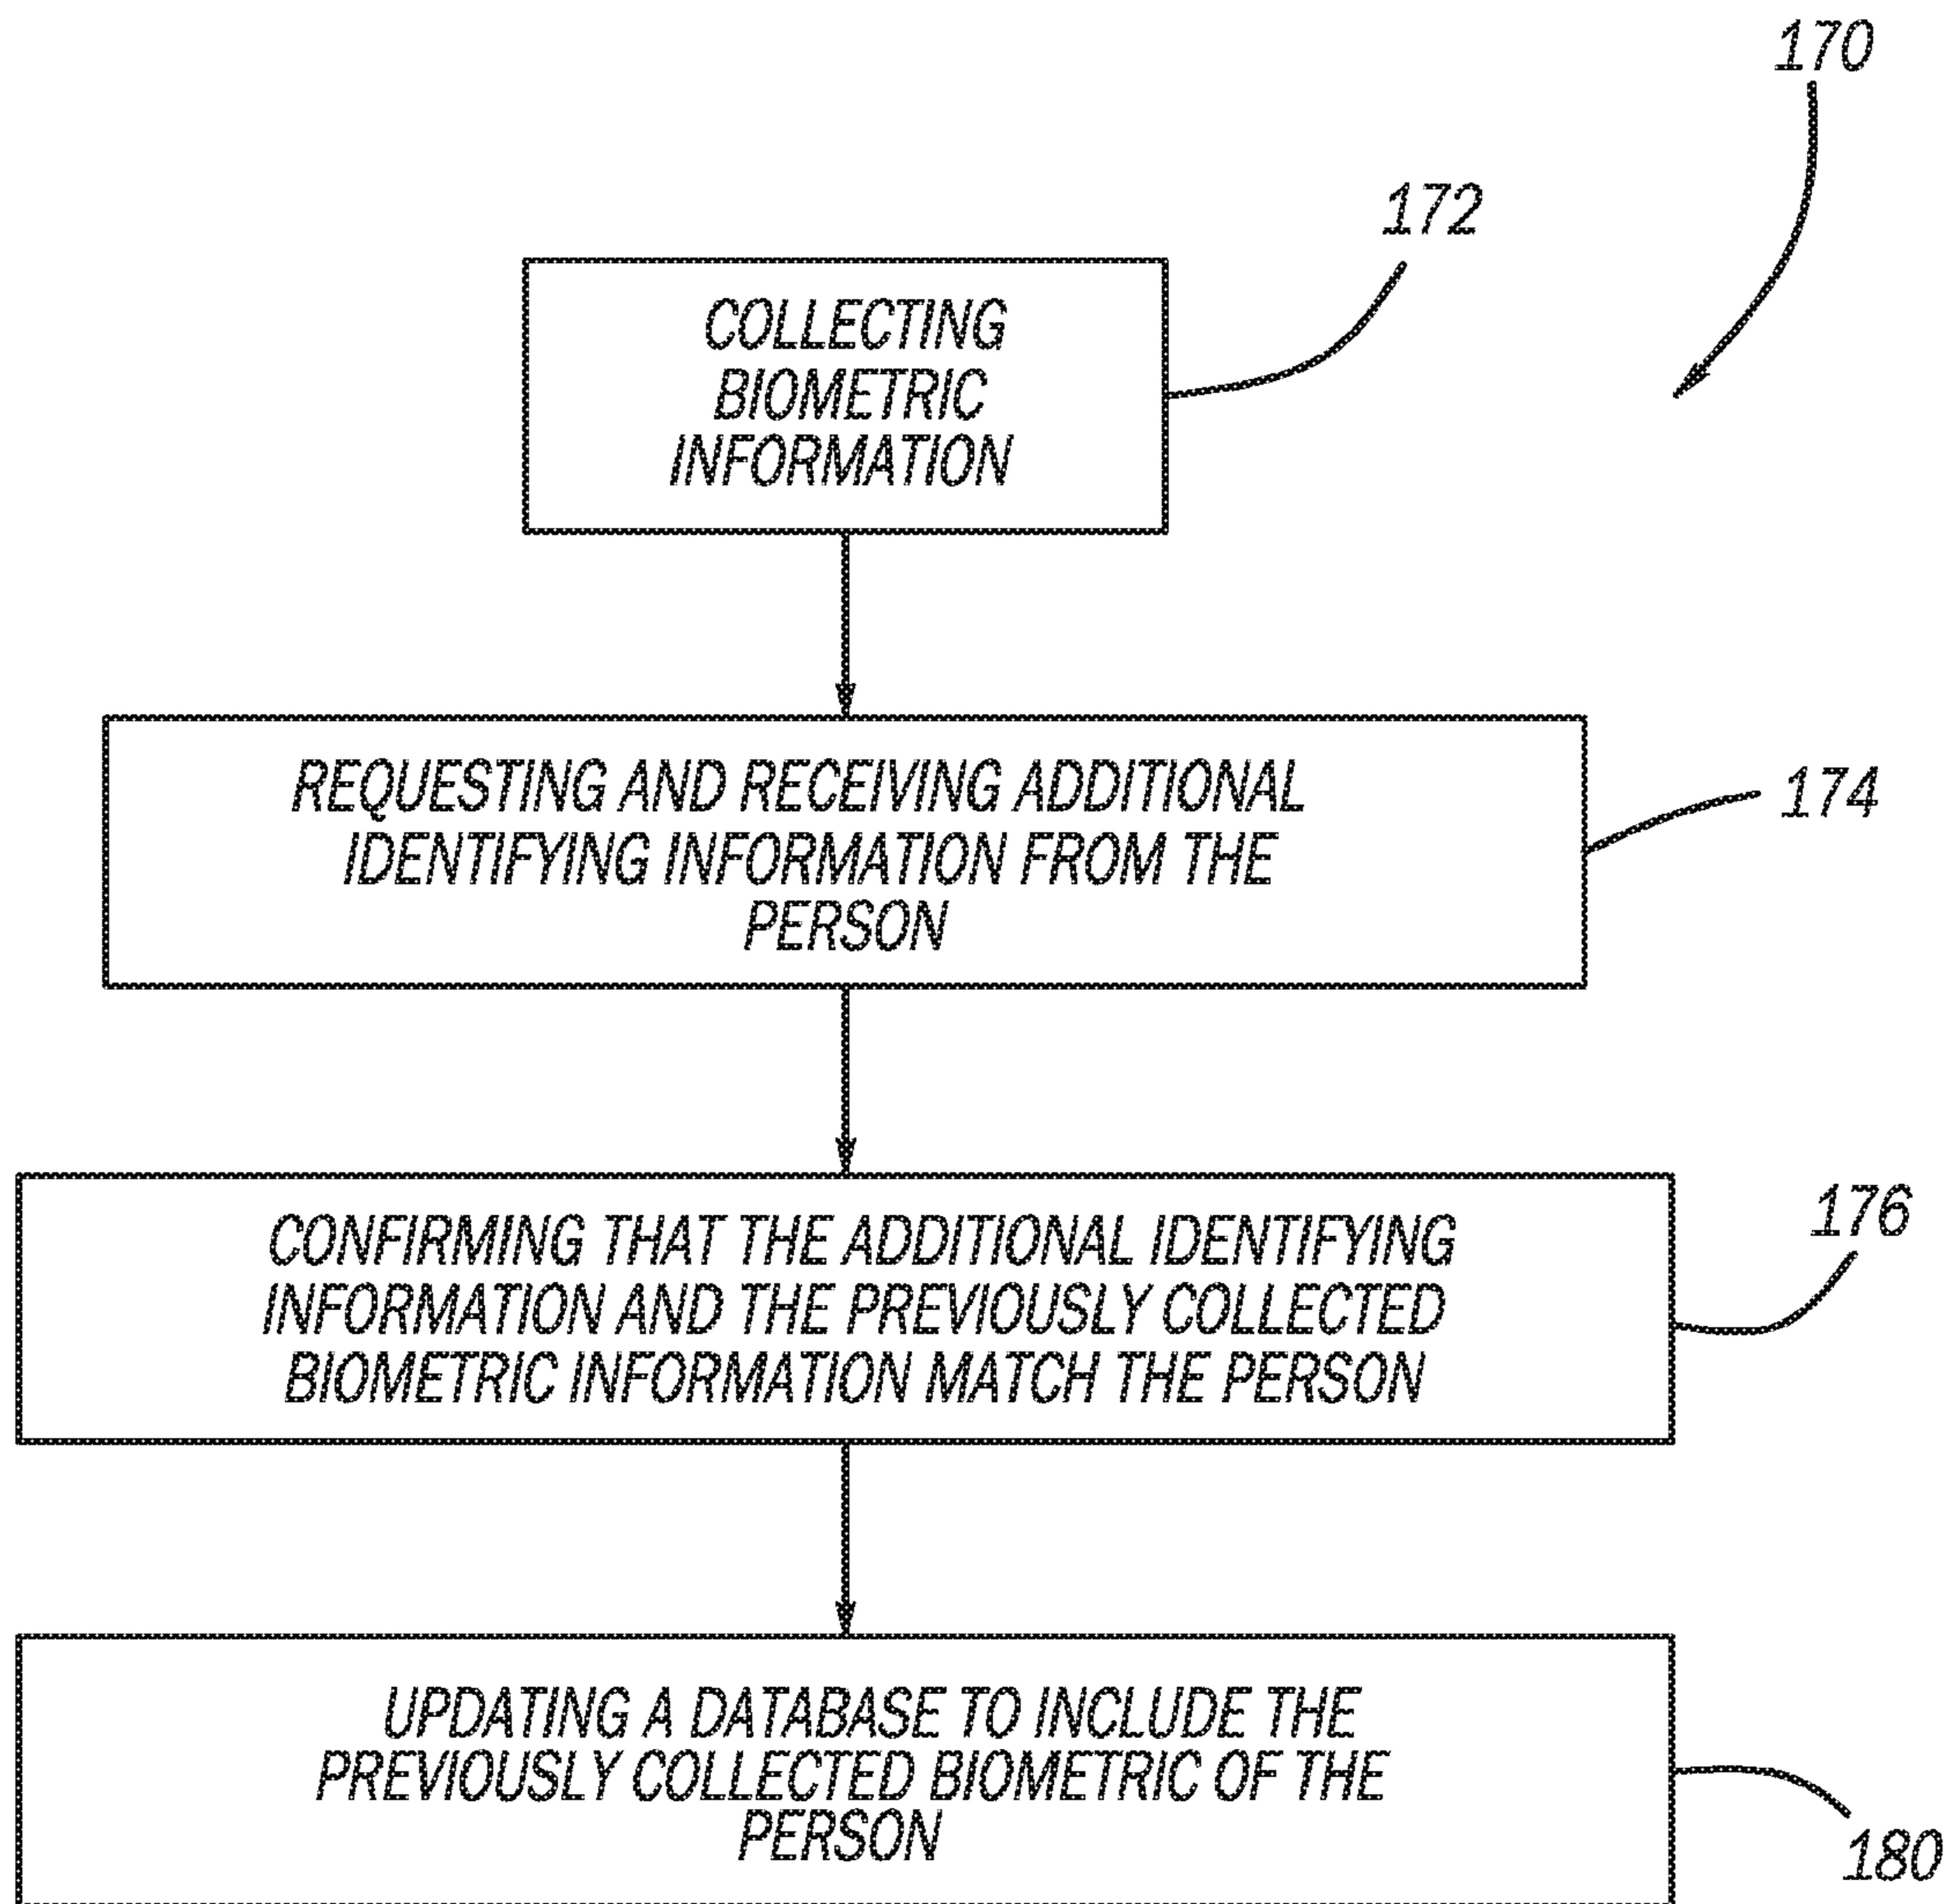 170
172
COLLECTING
BIOMETRIC
INFORMATION
REQUESTING AND RECEIVING ADDITIONAL
IDENTIFYING INFORMATION FROM THE
PERSON
174
CONFIRMING THAT THE ADDITIONAL IDENTIFYING
INFORMATION AND THE PREVIOUSLY COLLECTED
BIOMETRIC INFORMATION MATCH THE PERSON
176
UPDATING A DATABASE TO INCLUDE THE
PREVIOUSLY COLLECTED BIOMETRIC OF THE
PERSON
180